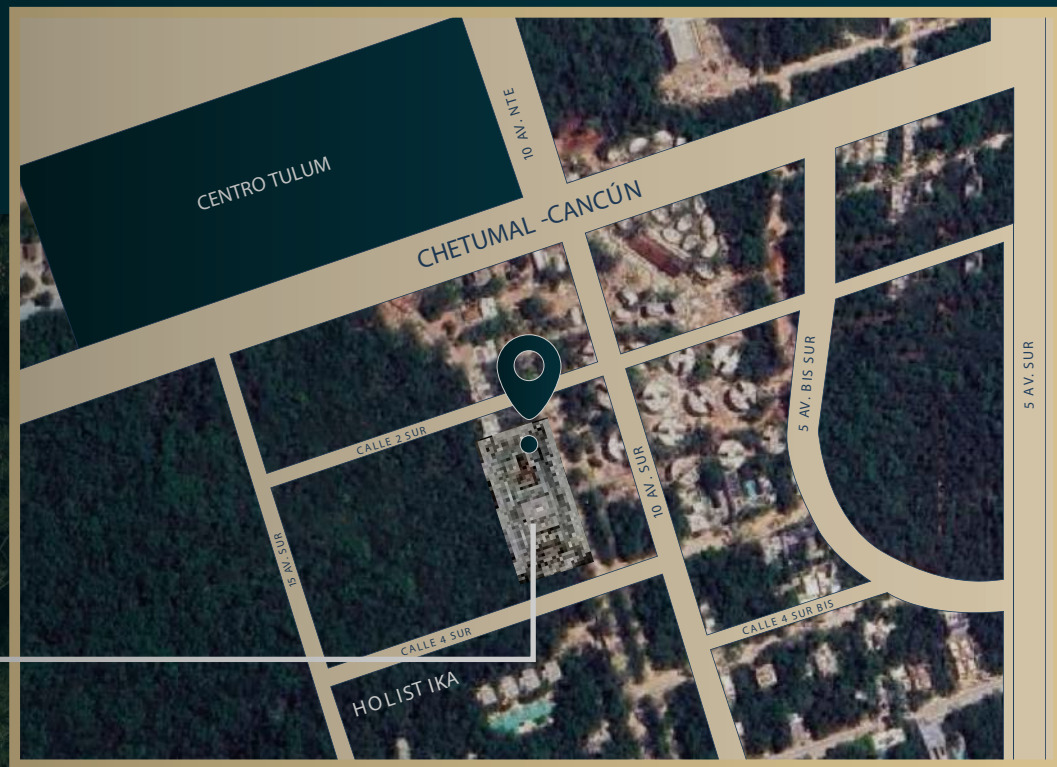 10 AV. NTE
CENTRO TULUM
CHETUMAL -CANCÚN
5 AV. BIS SUR
5 AV. SUR
CALLE 2 SUR
10 AV. SUR
15 AV. SUR
CALLE 4 SUR BIS
CALLE 4 SUR
HOLIST IKA